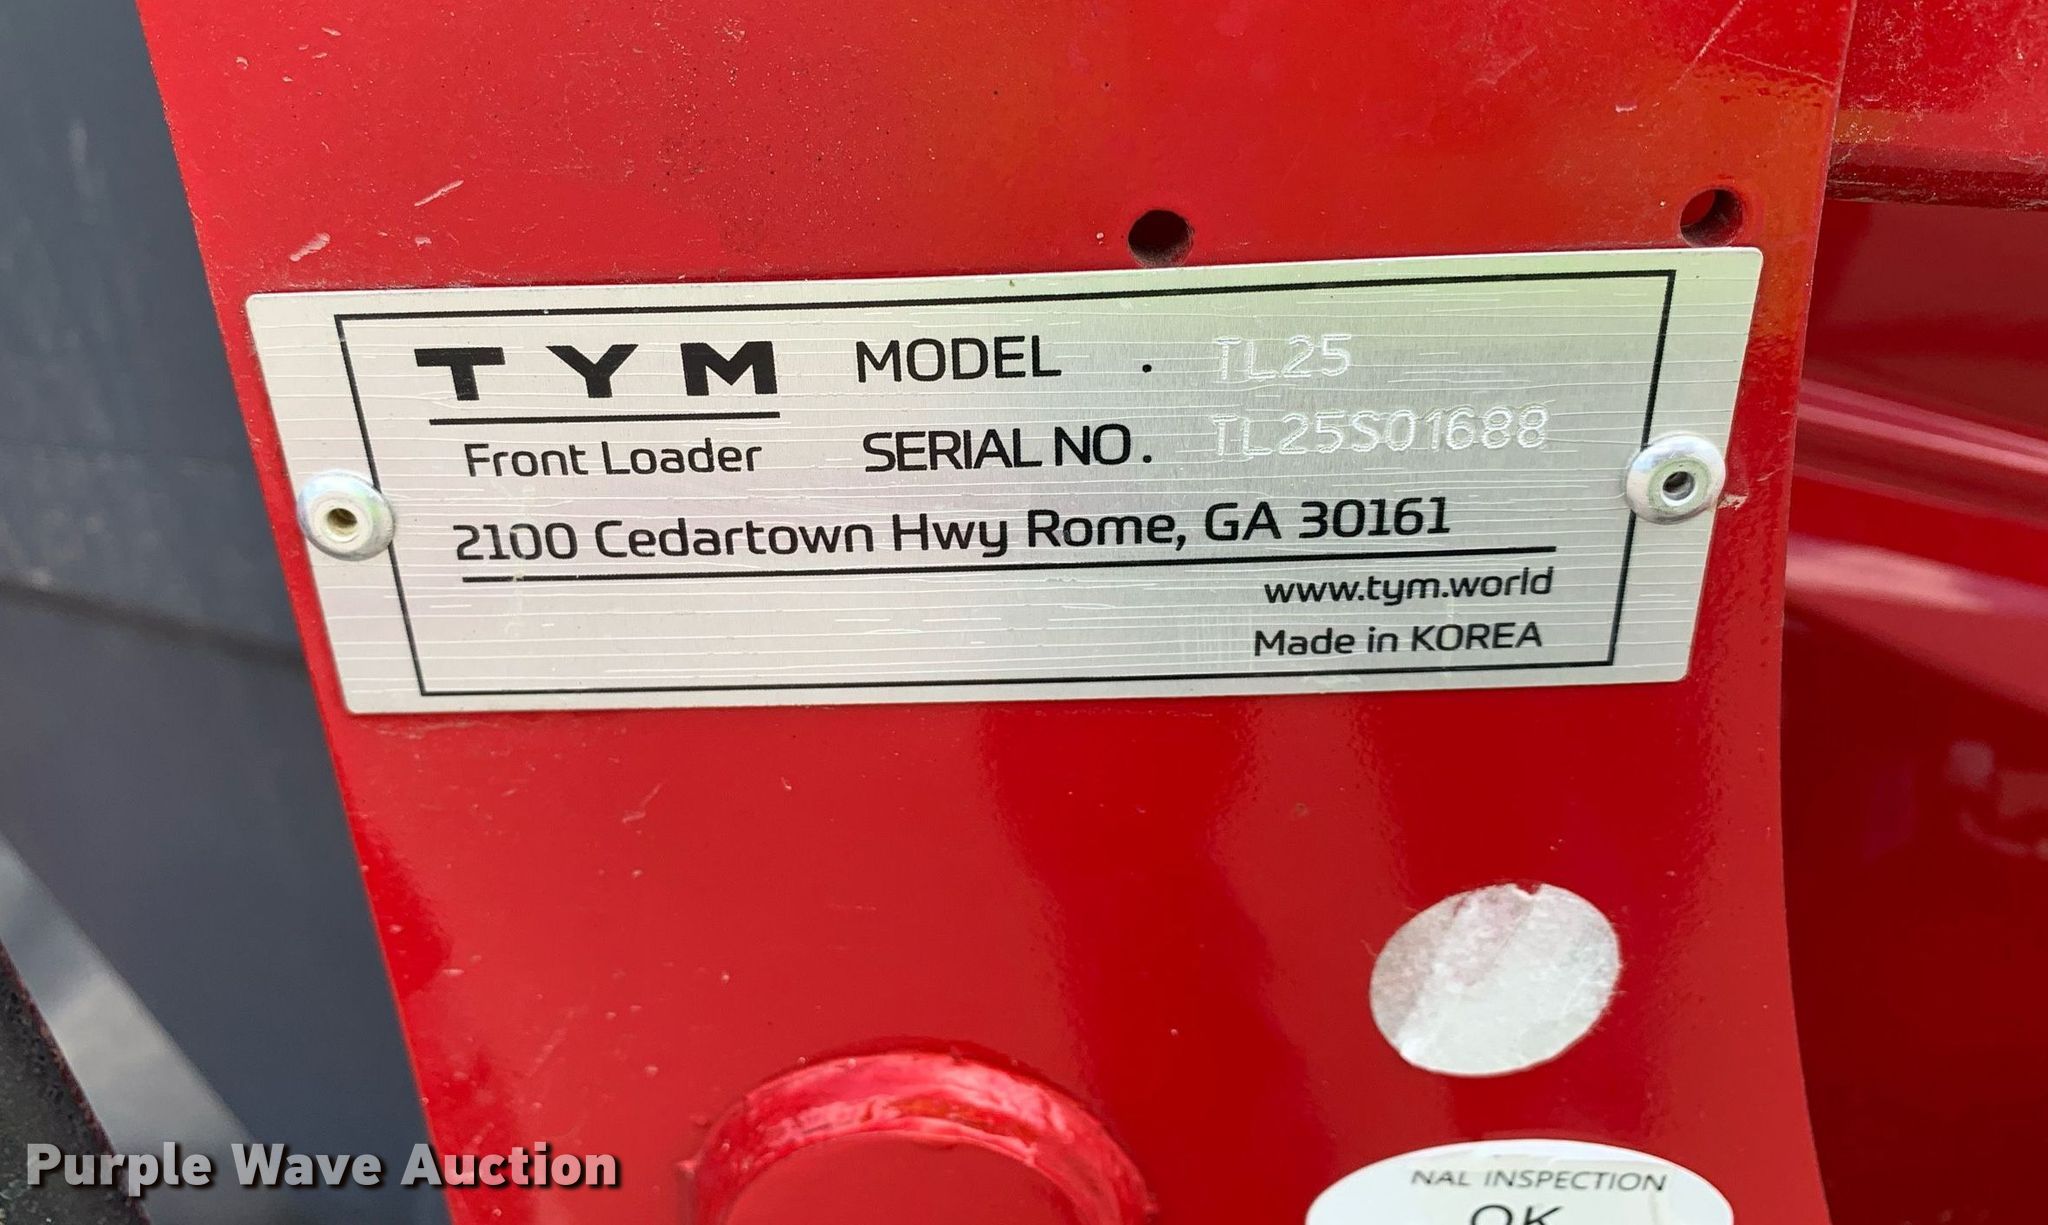 TYM MODEL . TL25
Front Loader SERIAL NO. TL25S01688
2100 Cedartown Hwy Rome, GA 30161
www.tym.world
Made in KOREA
NAL INSPECTION
OK
Purple Wave Auction